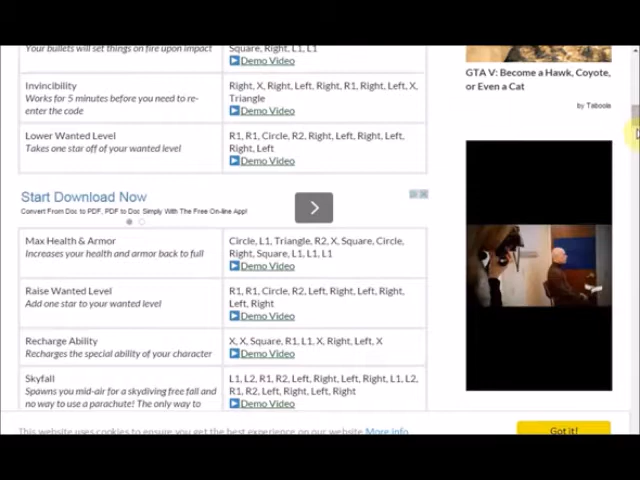 Your bullets will set things on fire upon impact
Square, Right, L1, L1
Demo Video
Invincibility
Works for 5 minutes before you need to re-
enter the code
Right, X, Right, Left, Right, R1, Right, Left, X,
Triangle
Demo Video
Lower Wanted Level
Takes one star off of your wanted level
R1, R1, Circle, R2, Right, Left, Right, Left,
Right, Left
Demo Video
Start Download Now
Convert From Doc to PDF, PDF to Doc Simply With The Free On-line App!
Max Health & Armor
Increases your health and armor back to full
Circle, L1, Triangle, R2, X, Square, Circle,
Right, Square, L1, L1, L1
Demo Video
Raise Wanted Level
Add one star to your wanted level
R1, R1, Circle, R2, Left, Right, Left, Right,
Left, Right
Demo Video
Recharge Ability
Recharges the special ability of your character
X, X, Square, R1, L1, X, Right, Left, X
Demo Video
Skyfall
Spawns you mid-air for a skydiving free fall and
no way to use a parachute! The only way to
L1, L2, R1, R2, Left, Right, Left, Right, L1, L2,
R1, R2, Left, Right, Left, Right
Demo Video
GTA V: Become a Hawk, Coyote,
or Even a Cat
by Taboola
This website uses cookies to ensure you get the best experience on our website More info
Got it!